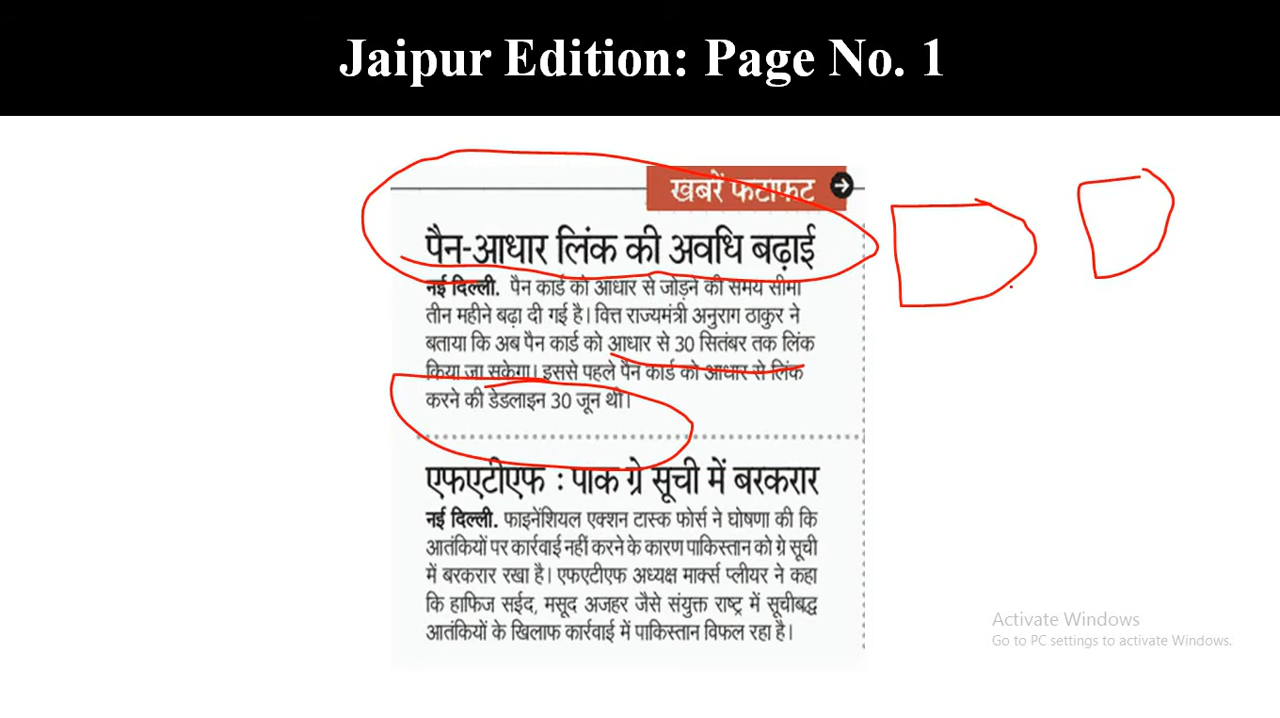 Jaipur Edition: Page No. 1
खबरें फटाफट
पैन-आधार लिंक की अवधि बढ़ाई
नई दिल्ली. पैन कार्ड को आधार से जोड़ने की समय सीमा
तीन महीने बढ़ा दी गई है। वित्त राज्यमंत्री अनुराग ठाकुर ने
बताया कि अब पैन कार्ड को आधार से 30 सितंबर तक लिंक
किया जा सकेगा। इससे पहले पैन कार्ड को आधार से लिंक
करने की डेडलाइन 30 जून थी।
एफएटीएफ : पाक ग्रे सूची में बरकरार
नई दिल्ली. फाइनेंशियल एक्शन टास्क फोर्स ने घोषणा की कि
आतंकियों पर कार्रवाई नहीं करने के कारण पाकिस्तान को ग्रे सूची
में बरकरार रखा है। एफएटीएफ अध्यक्ष मार्क्स प्लीयर ने कहा
कि हाफिज सईद, मसूद अजहर जैसे संयुक्त राष्ट्र में सूचीबद्ध
आतंकियों के खिलाफ कार्रवाई में पाकिस्तान विफल रहा है।
Activate Windows
Go to PC settings to activate Windows.